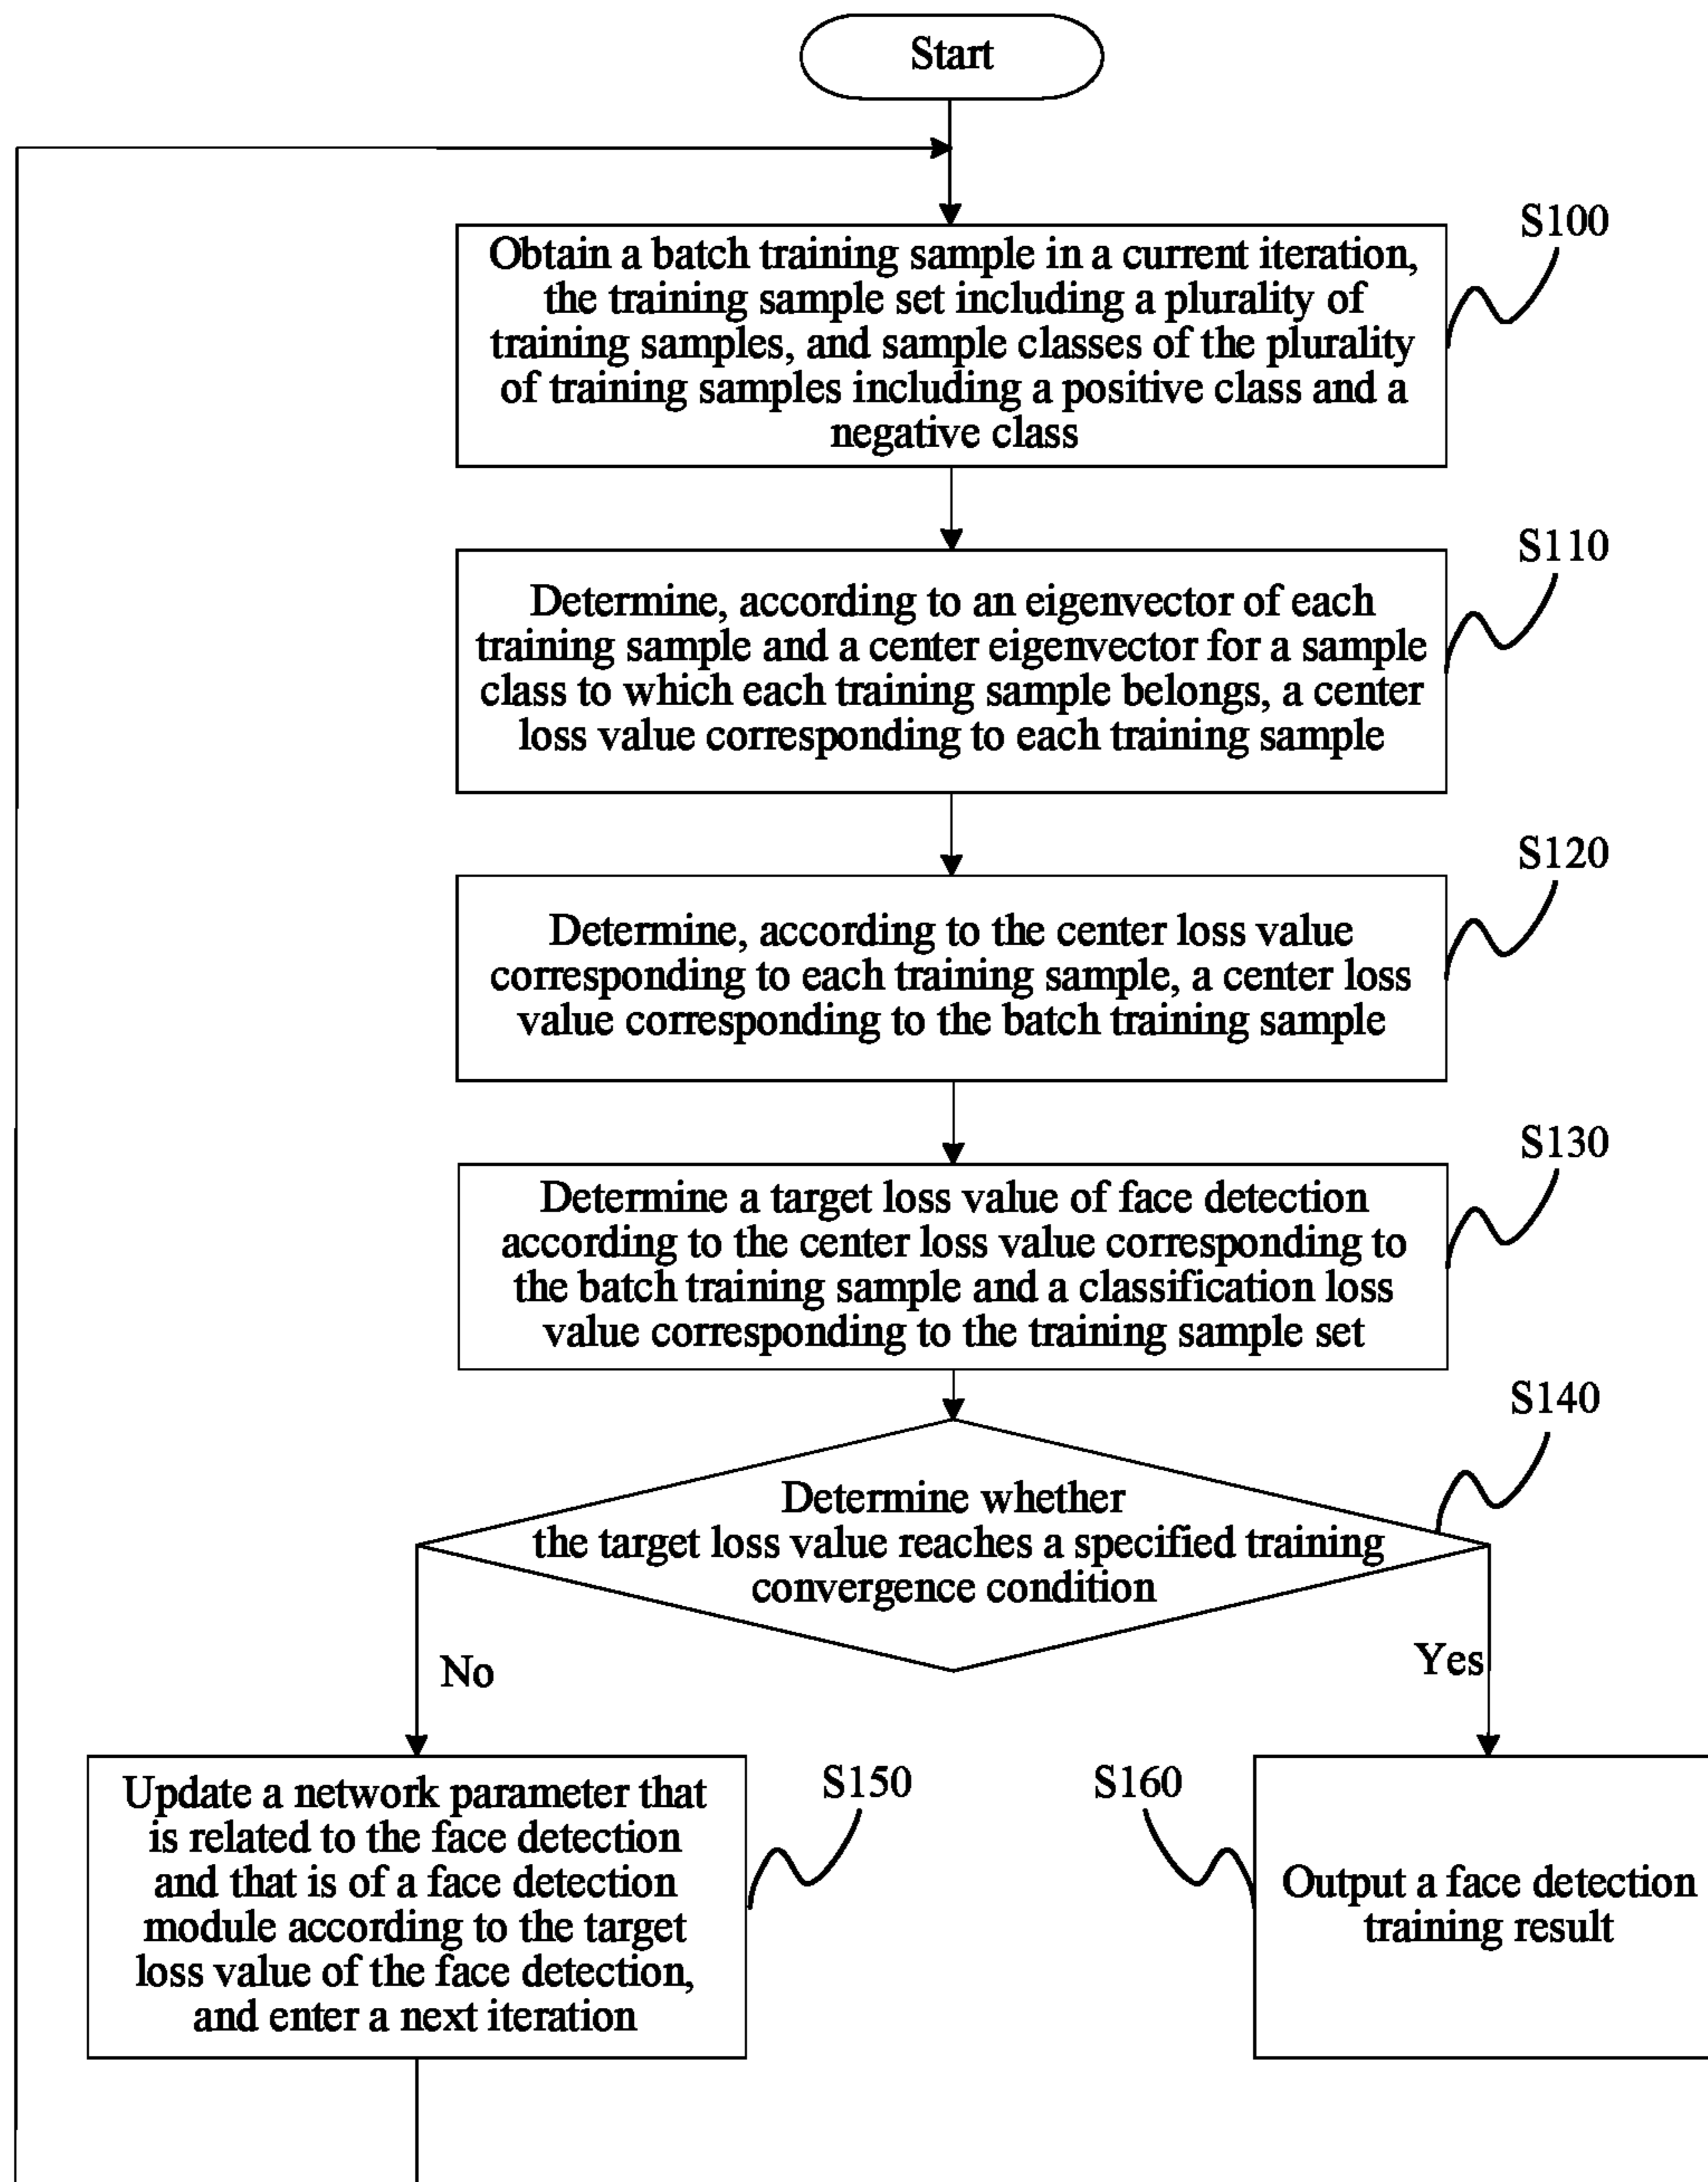 Start
S100
Obtain a batch training sample in a current iteration,
the training sample set including a plurality of
training samples, and sample classes of the plurality
of training samples including a positive class and a
negative class
S110
Determine, according to an eigenvector of each
training sample and a center eigenvector for a sample
class to which each training sample belongs, a center
loss value corresponding to each training sample
S120
Determine, according to the center loss value
corresponding to each training sample, a center loss
value corresponding to the batch training sample
S130
Determine a target loss value of face detection
according to the center loss value corresponding to
the batch training sample and a classification loss
value corresponding to the training sample set
S140
Determine whether
the target loss value reaches a specified training
convergence condition
No
Yes
S150
Update a network parameter that
is related to the face detection
and that is of a face detection
module according to the target
loss value of the face detection,
and enter a next iteration
S160
Output a face detection
training result